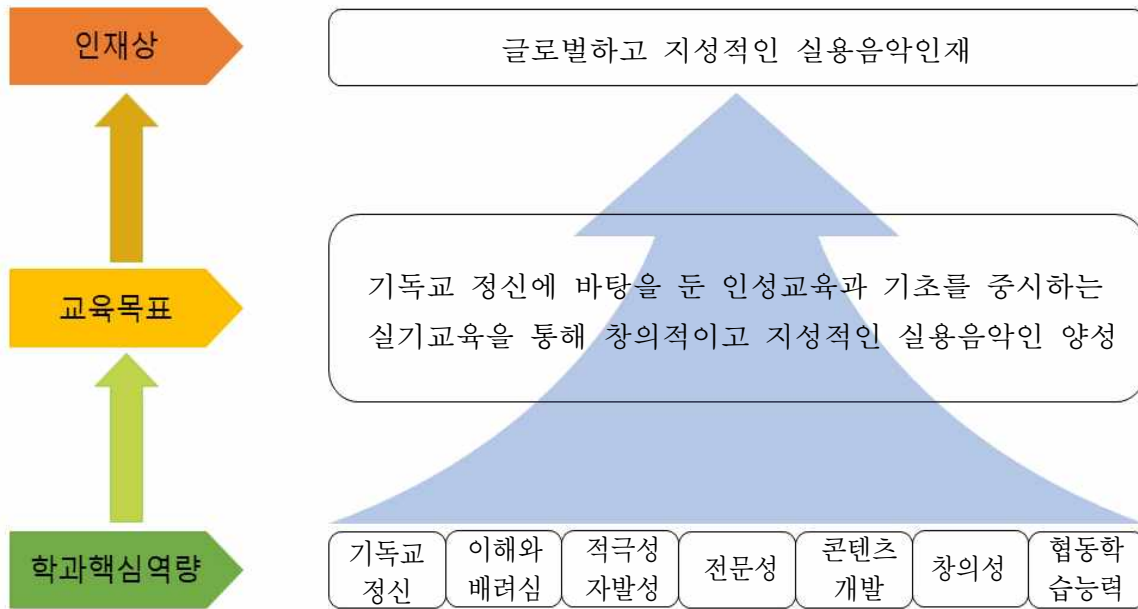 인재상
글로벌하고 지성적인 실용음악인재
교육목표
기독교 정신에 바탕을 둔 인성교육과 기초를 중시하는
실기교육을 통해 창의적이고 지성적인 실용음악인 양성
학과핵심역량
기독교
정신
이해와
배려심
적극성
자발성
전문성
콘텐츠
개발
창의성
협동학
습능력